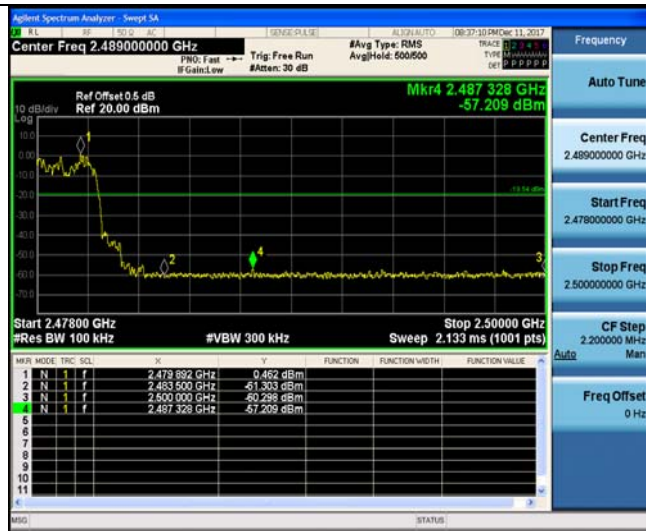 Agilent Spectrum Analyzer - Swept SA
RL RF 50 Ω AC SENSE:PULSE ALIGN AUTO 08:37:10 PM Dec 11, 2017
Center Freq 2.489000000 GHz
PNO: Fast
IFGain:Low
Trig: Free Run
#Atten: 30 dB
#Avg Type: RMS
Avg|Hold: 500/500
TRACE 1 2 3 4 5 6
TYPE
DET P P P P P P
Ref Offset 0.5 dB
Ref 20.00 dBm
10 dB/div
Log
Mkr4 2.487 328 GHz
-57.209 dBm
10.0
0.00
-10.0
-20.0
-30.0
-40.0
-50.0
-60.0
-70.0
1
2
4
3
-19.54 dBm
Start 2.47800 GHz
Stop 2.50000 GHz
#Res BW 100 kHz
#VBW 300 kHz
Sweep 2.133 ms (1001 pts)
MKR MODE TRC SCL X Y FUNCTION FUNCTION WIDTH FUNCTION VALUE
1 N 1 f 2.479 892 GHz 0.462 dBm
2 N 1 f 2.483 500 GHz -61.303 dBm
3 N 1 f 2.500 000 GHz -60.298 dBm
4 N 1 f 2.487 328 GHz -57.209 dBm
5
6
7
8
9
10
11
MSG
STATUS
Frequency
Auto Tune
Center Freq
2.489000000 GHz
Start Freq
2.478000000 GHz
Stop Freq
2.500000000 GHz
CF Step
2.200000 MHz
Auto Man
Freq Offset
0 Hz